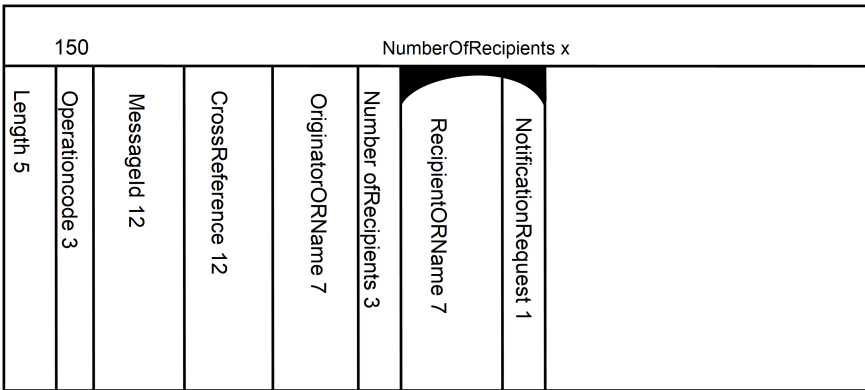 150
NumberOfRecipients x
Length 5
Operationcode 3
MessageId 12
CrossReference 12
OriginatorORName 7
Number ofRecipients 3
RecipientORName 7
NotificationRequest 1